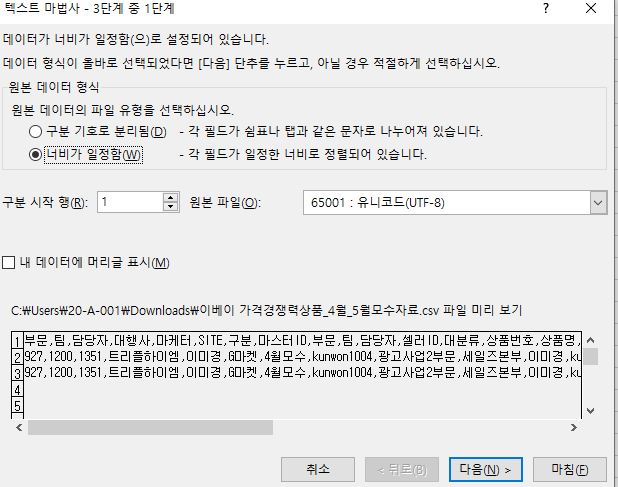 텍스트 마법사 - 3단계 중 1단계 ? ×
데이터가 너비가 일정함(으)로 설정되어 있습니다.
데이터 형식이 올바로 선택되었다면 [다음] 단추를 누르고, 아닐 경우 적절하게 선택하십시오.
원본 데이터 형식
원본 데이터의 파일 유형을 선택하십시오.
구분 기호로 분리됨(D) - 각 필드가 쉼표나 탭과 같은 문자로 나누어져 있습니다.
너비가 일정함(W) - 각 필드가 일정한 너비로 정렬되어 있습니다.
구분 시작 행(R): 1 원본 파일(O): 65001 : 유니코드(UTF-8)
내 데이터에 머리글 표시(M)
C:₩Users₩20-A-001₩Downloads₩이베이 가격경쟁력상품_4월_5월모수자료.csv 파일 미리 보기
1 부문,팀,담당자,대행사,마케터,SITE,구분,마스터ID,부문,팀,담당자,셀러ID,대분류,상품번호,상품명,
2 927,1200,1351,트리플하이엠,이미경,G마켓,4월모수,kunwon1004,광고사업2부문,세일즈본부,이미경,ku
3 927,1200,1351,트리플하이엠,이미경,G마켓,4월모수,kunwon1004,광고사업2부문,세일즈본부,이미경,ku
4
5
취소 < 뒤로(B) 다음(N) > 마침(F)